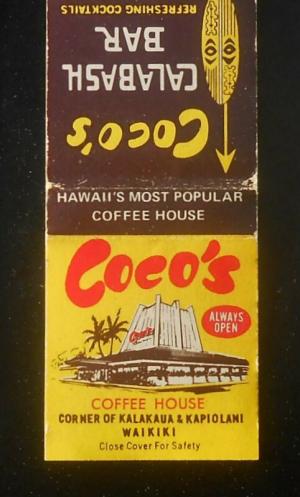 Coco's
CALABASH
BAR
REFRESHING COCKTAILS
HAWAII'S MOST POPULAR
COFFEE HOUSE
Coco's
ALWAYS
OPEN
Coco's
COFFEE HOUSE
CORNER OF KALAKAUA & KAPIOLANI
WAIKIKI
Close Cover For Safety